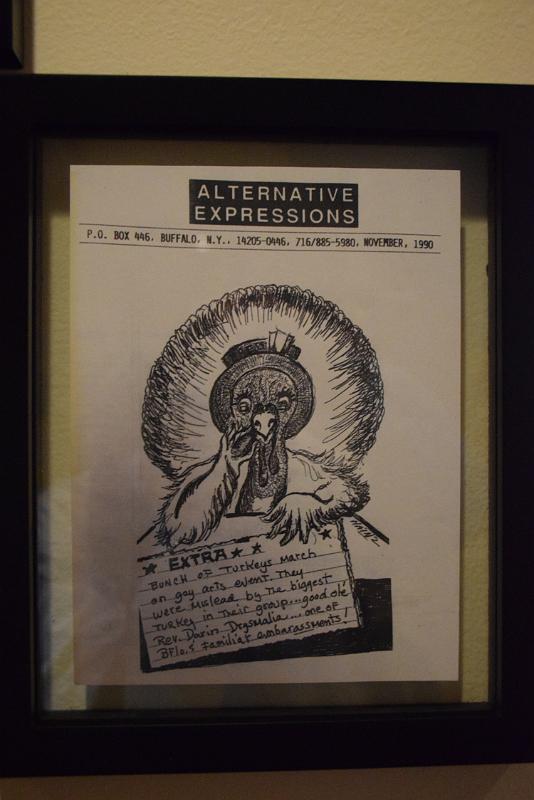 ALTERNATIVE
EXPRESSIONS
P.O. BOX 446, BUFFALO, N.Y., 14205-0446, 716/885-5980, NOVEMBER, 1990
★ EXTRA ★ ★ ★
BUNCH OF TURKEYS MARCH
on gay arts event. They
were mislead by the biggest
TURKEY in their group...good ole'
Rev. Darin DrgsMalia... one of
BFlo.s familiar embarassments!